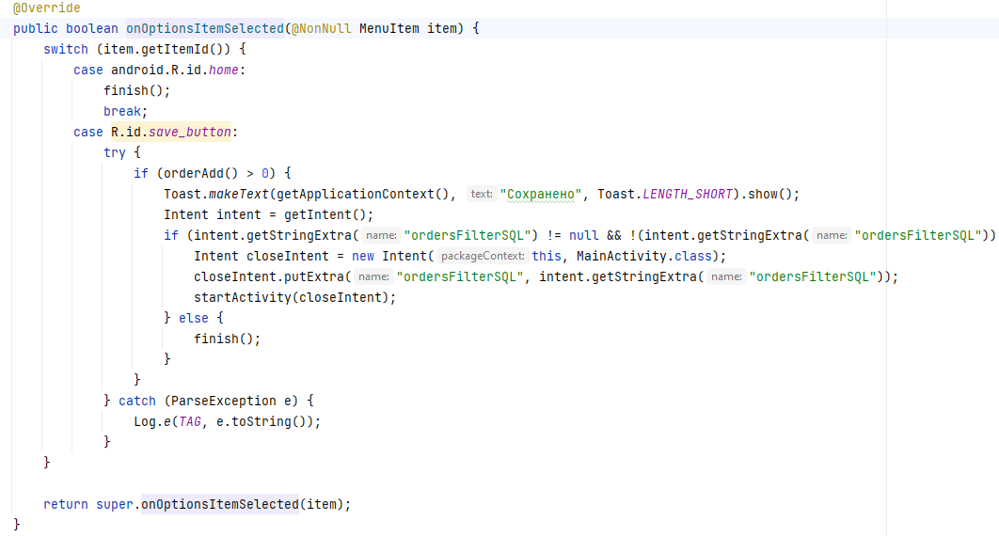 @Override
public boolean onOptionsItemSelected(@NonNull MenuItem item) {
    switch (item.getItemId()) {
        case android.R.id.home:
            finish();
            break;
        case R.id.save_button:
            try {
                if (orderAdd() > 0) {
                    Toast.makeText(getApplicationContext(), text: "Сохранено", Toast.LENGTH_SHORT).show();
                    Intent intent = getIntent();
                    if (intent.getStringExtra( name: "ordersFilterSQL") != null && !(intent.getStringExtra( name: "ordersFilterSQL"))
                        Intent closeIntent = new Intent( packageContext: this, MainActivity.class);
                        closeIntent.putExtra( name: "ordersFilterSQL", intent.getStringExtra( name: "ordersFilterSQL"));
                        startActivity(closeIntent);
                    } else {
                        finish();
                    }
                }
            } catch (ParseException e) {
                Log.e(TAG, e.toString());
            }
    }
    return super.onOptionsItemSelected(item);
}